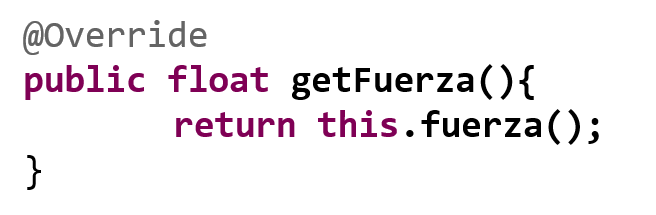 @Override
public float getFuerza(){
return this.fuerza();
}